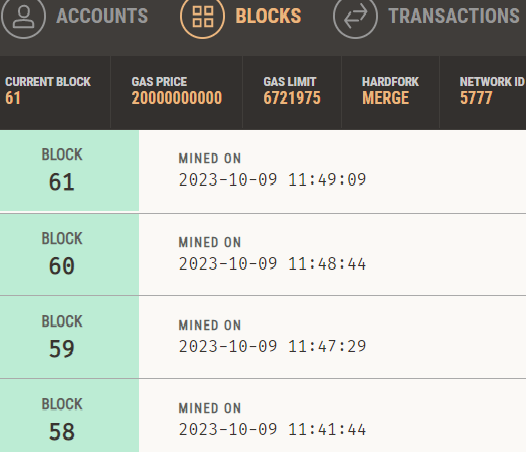 ACCOUNTS BLOCKS TRANSACTIONS
CURRENT BLOCK GAS PRICE GAS LIMIT HARDFORK NETWORK ID
61 20000000000 6721975 MERGE 5777
BLOCK MINED ON
61 2023-10-09 11:49:09
BLOCK MINED ON
60 2023-10-09 11:48:44
BLOCK MINED ON
59 2023-10-09 11:47:29
BLOCK MINED ON
58 2023-10-09 11:41:44